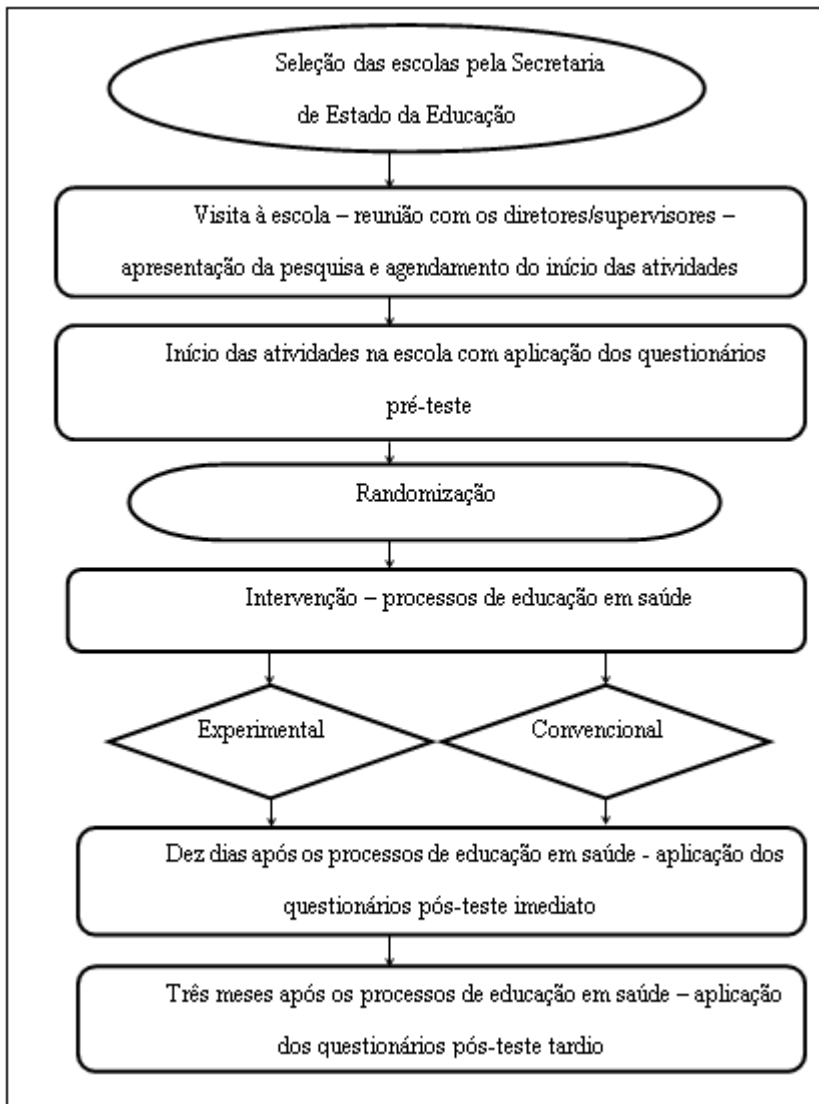 Seleção das escolas pela Secretaria
de Estado da Educação
Visita à escola – reunião com os diretores/supervisores –
apresentação da pesquisa e agendamento do início das atividades
Início das atividades na escola com aplicação dos questionários
pré-teste
Randomização
Intervenção – processos de educação em saúde
Experimental
Convencional
Dez dias após os processos de educação em saúde - aplicação dos
questionários pós-teste imediato
Três meses após os processos de educação em saúde – aplicação
dos questionários pós-teste tardio